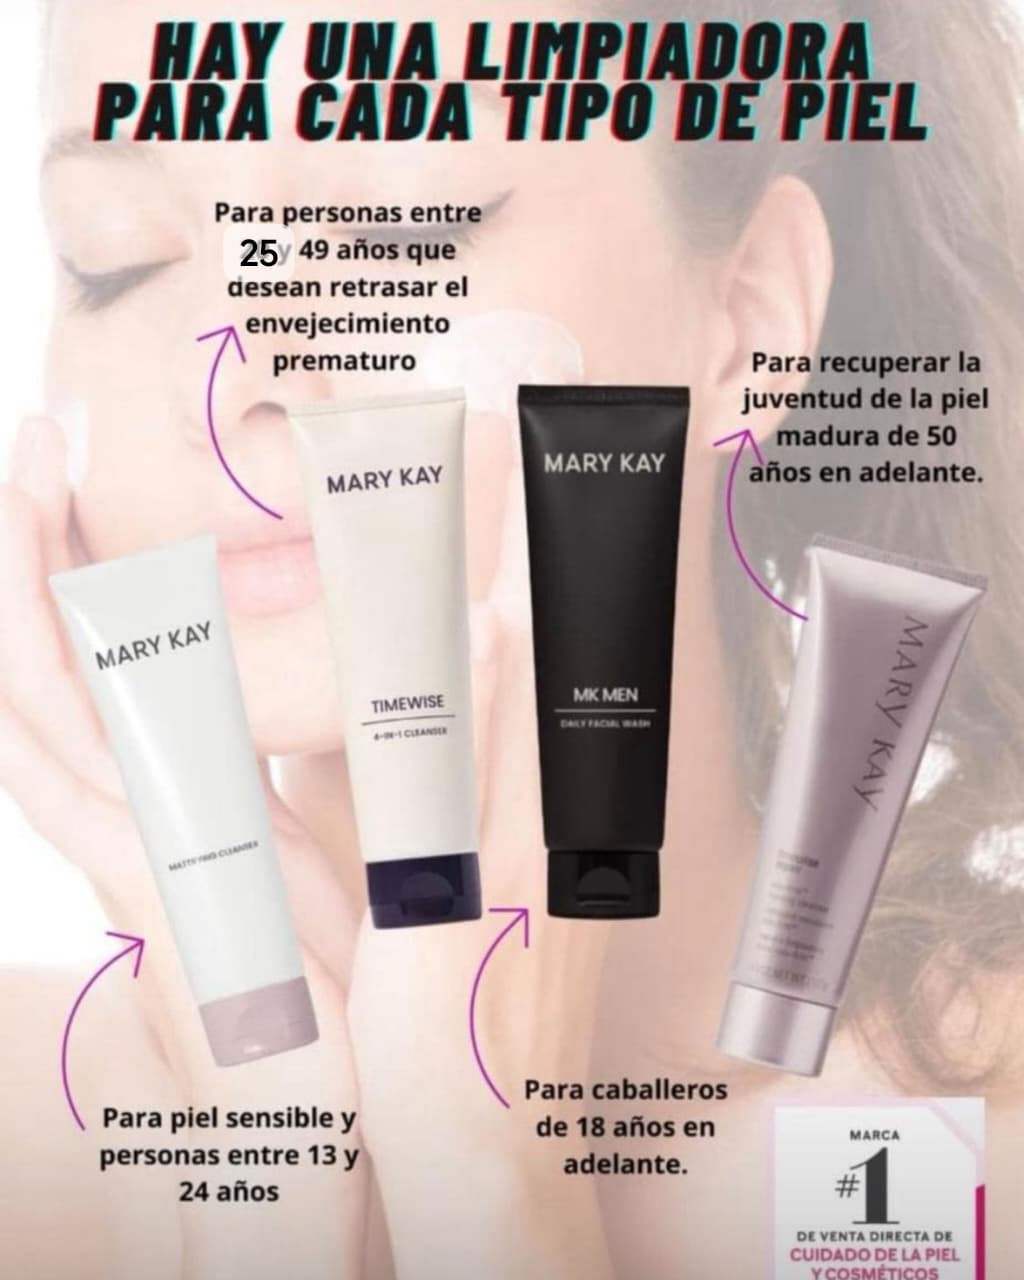 HAY UNA LIMPIADORA
PARA CADA TIPO DE PIEL
Para personas entre
25 y 49 años que
desean retrasar el
envejecimiento
prematuro
Para recuperar la
juventud de la piel
madura de 50
años en adelante.
MARY KAY
MATTIFYING CLEANSER
MARY KAY
TIMEWISE
4-IN-1 CLEANSER
MARY KAY
MK MEN
DAILY FACIAL WASH
MARY KAY
Para piel sensible y
personas entre 13 y
24 años
Para caballeros
de 18 años en
adelante.
MARCA
#1
DE VENTA DIRECTA DE
CUIDADO DE LA PIEL
Y COSMÉTICOS